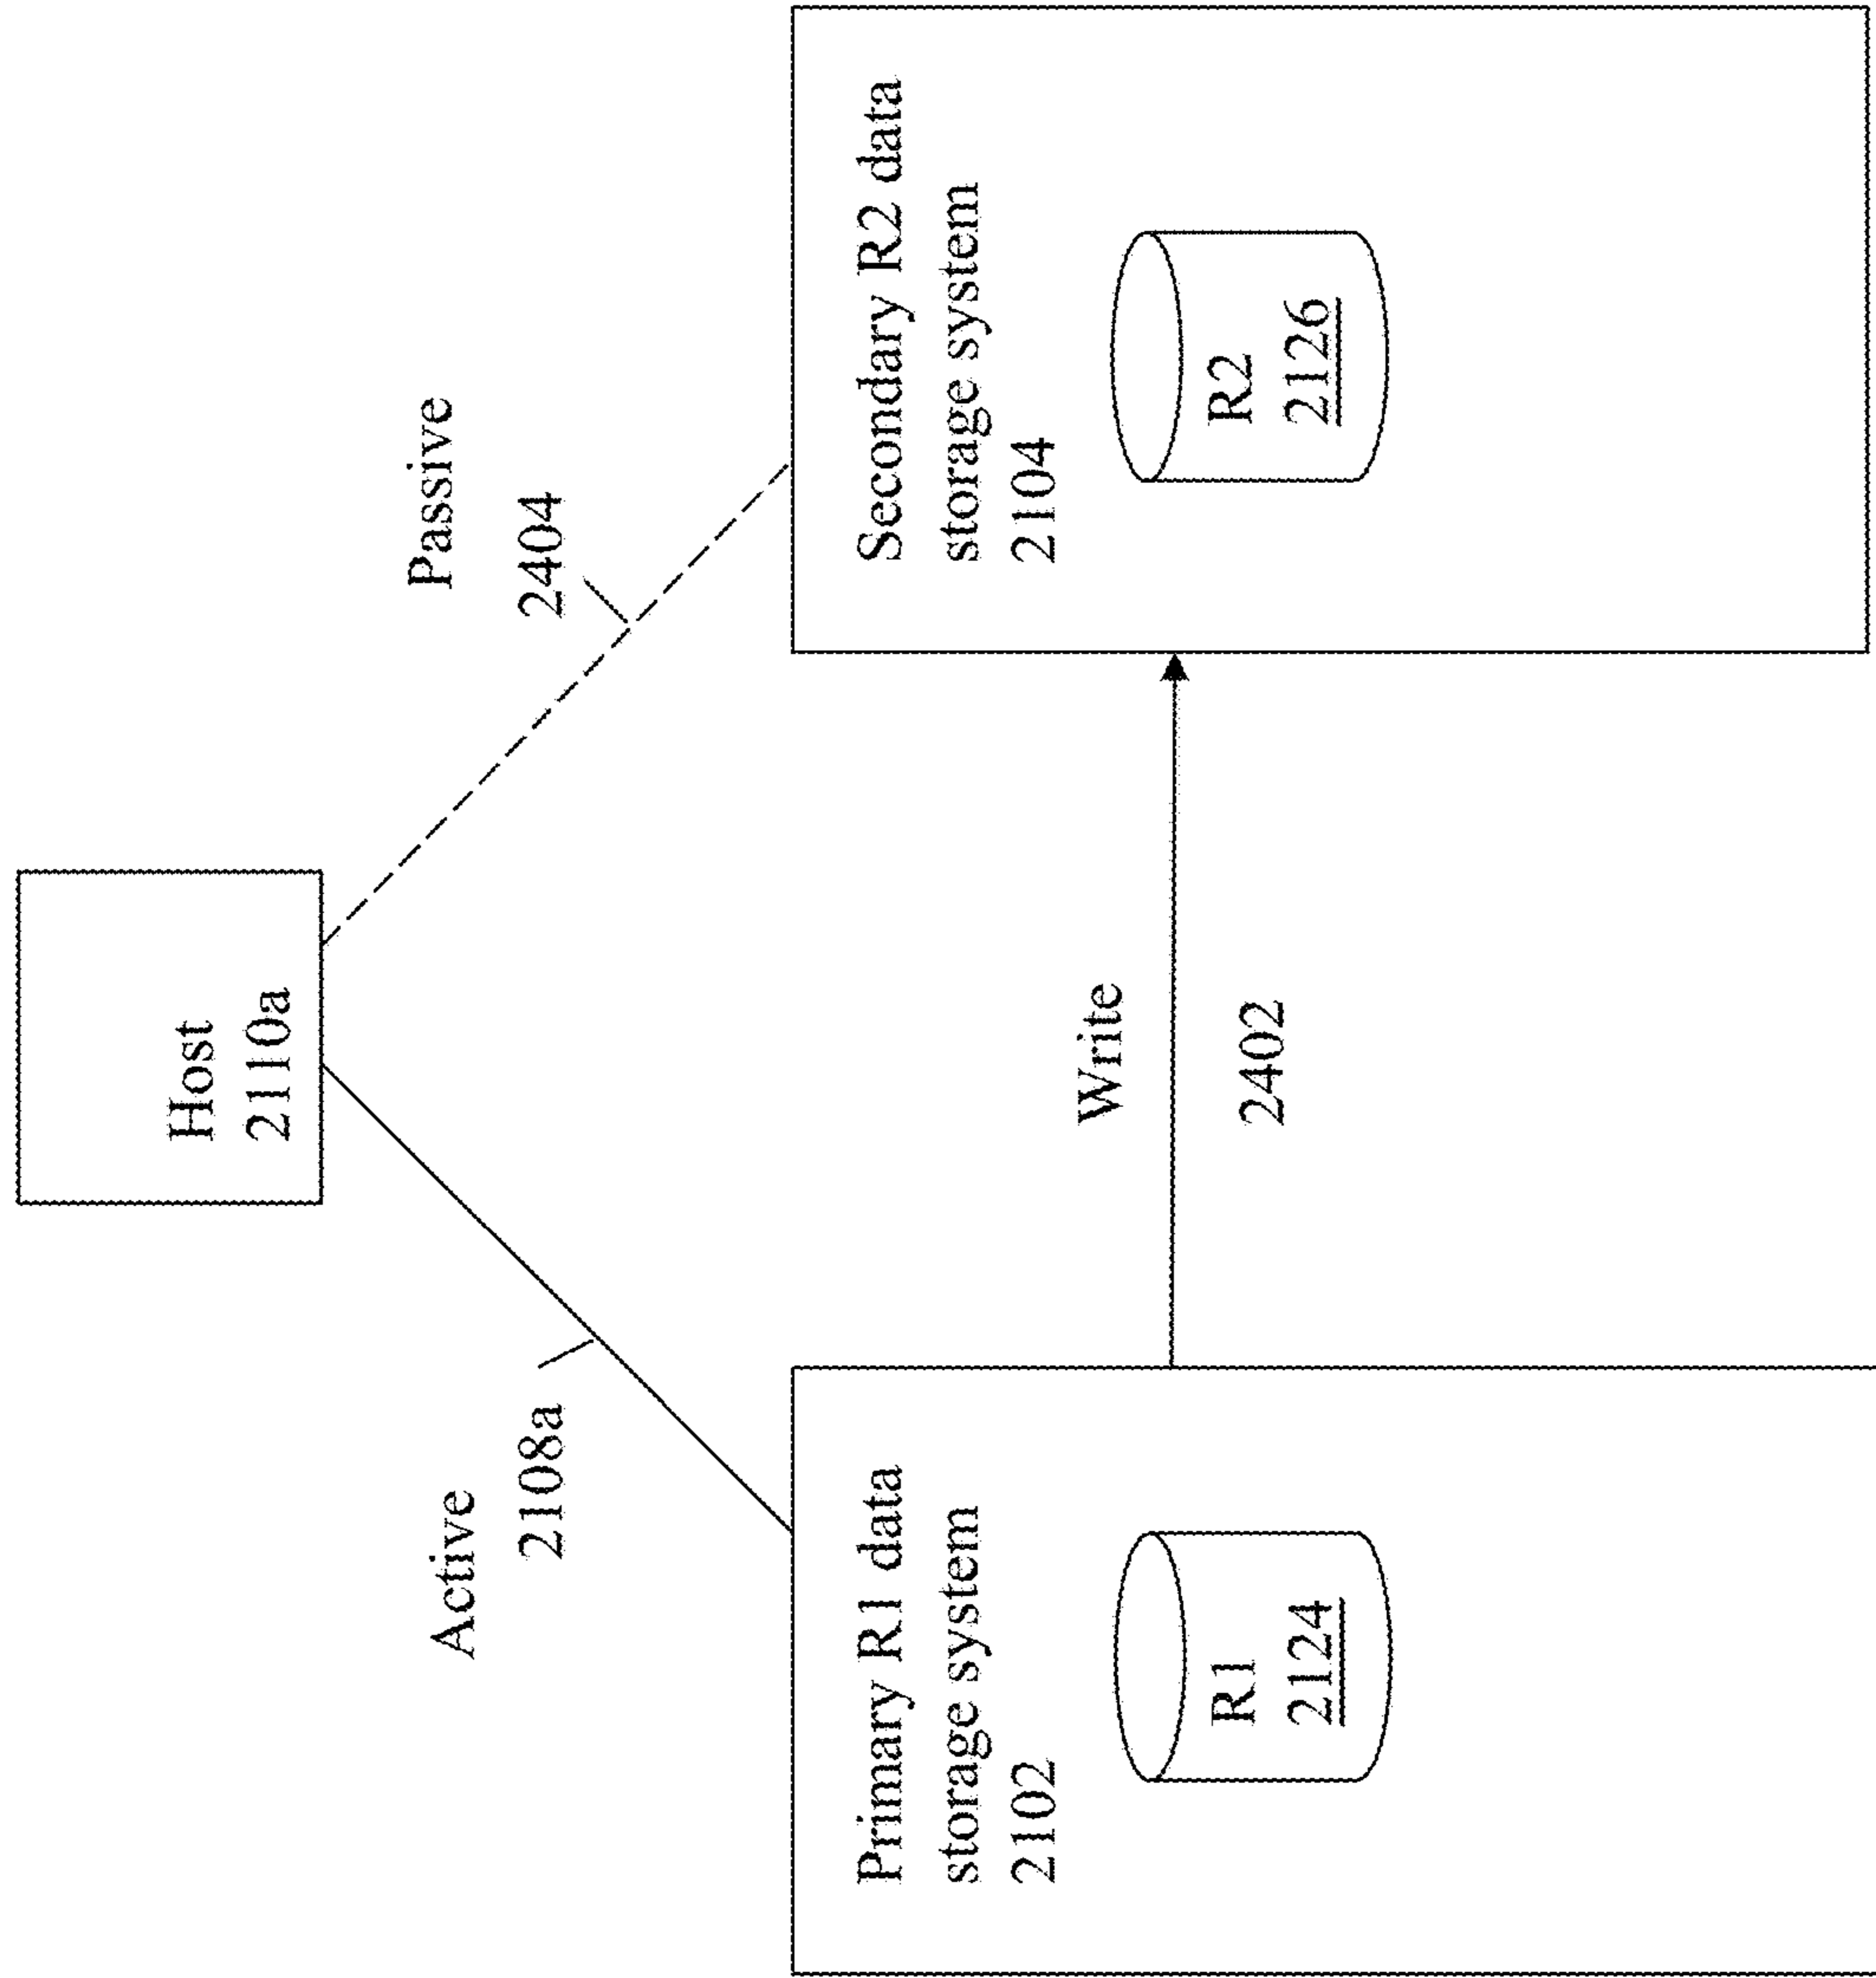 Host
2110a
Active
2108a
Passive
2404
Primary R1 data
storage system
2102
R1
2124
Write
2402
Secondary R2 data
storage system
2104
R2
2126